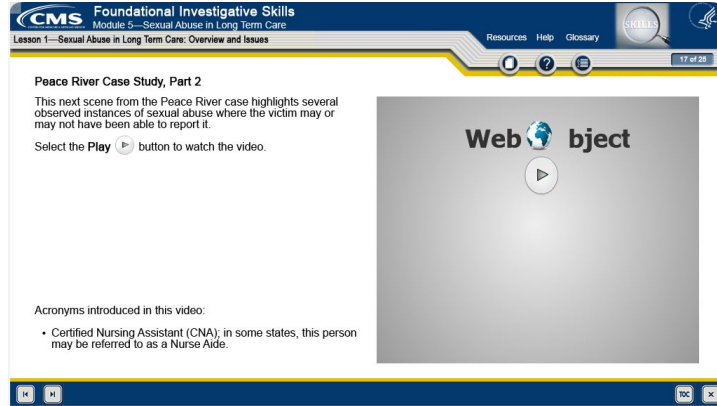 CMS Foundational Investigative Skills
Module 5—Sexual Abuse in Long Term Care
Lesson 1—Sexual Abuse in Long Term Care: Overview and Issues
Resources Help Glossary
SKILLS
17 of 25
Peace River Case Study, Part 2
This next scene from the Peace River case highlights several
observed instances of sexual abuse where the victim may or
may not have been able to report it.
Select the Play button to watch the video.
Web bject
Acronyms introduced in this video:
• Certified Nursing Assistant (CNA); in some states, this person
may be referred to as a Nurse Aide.
TOC